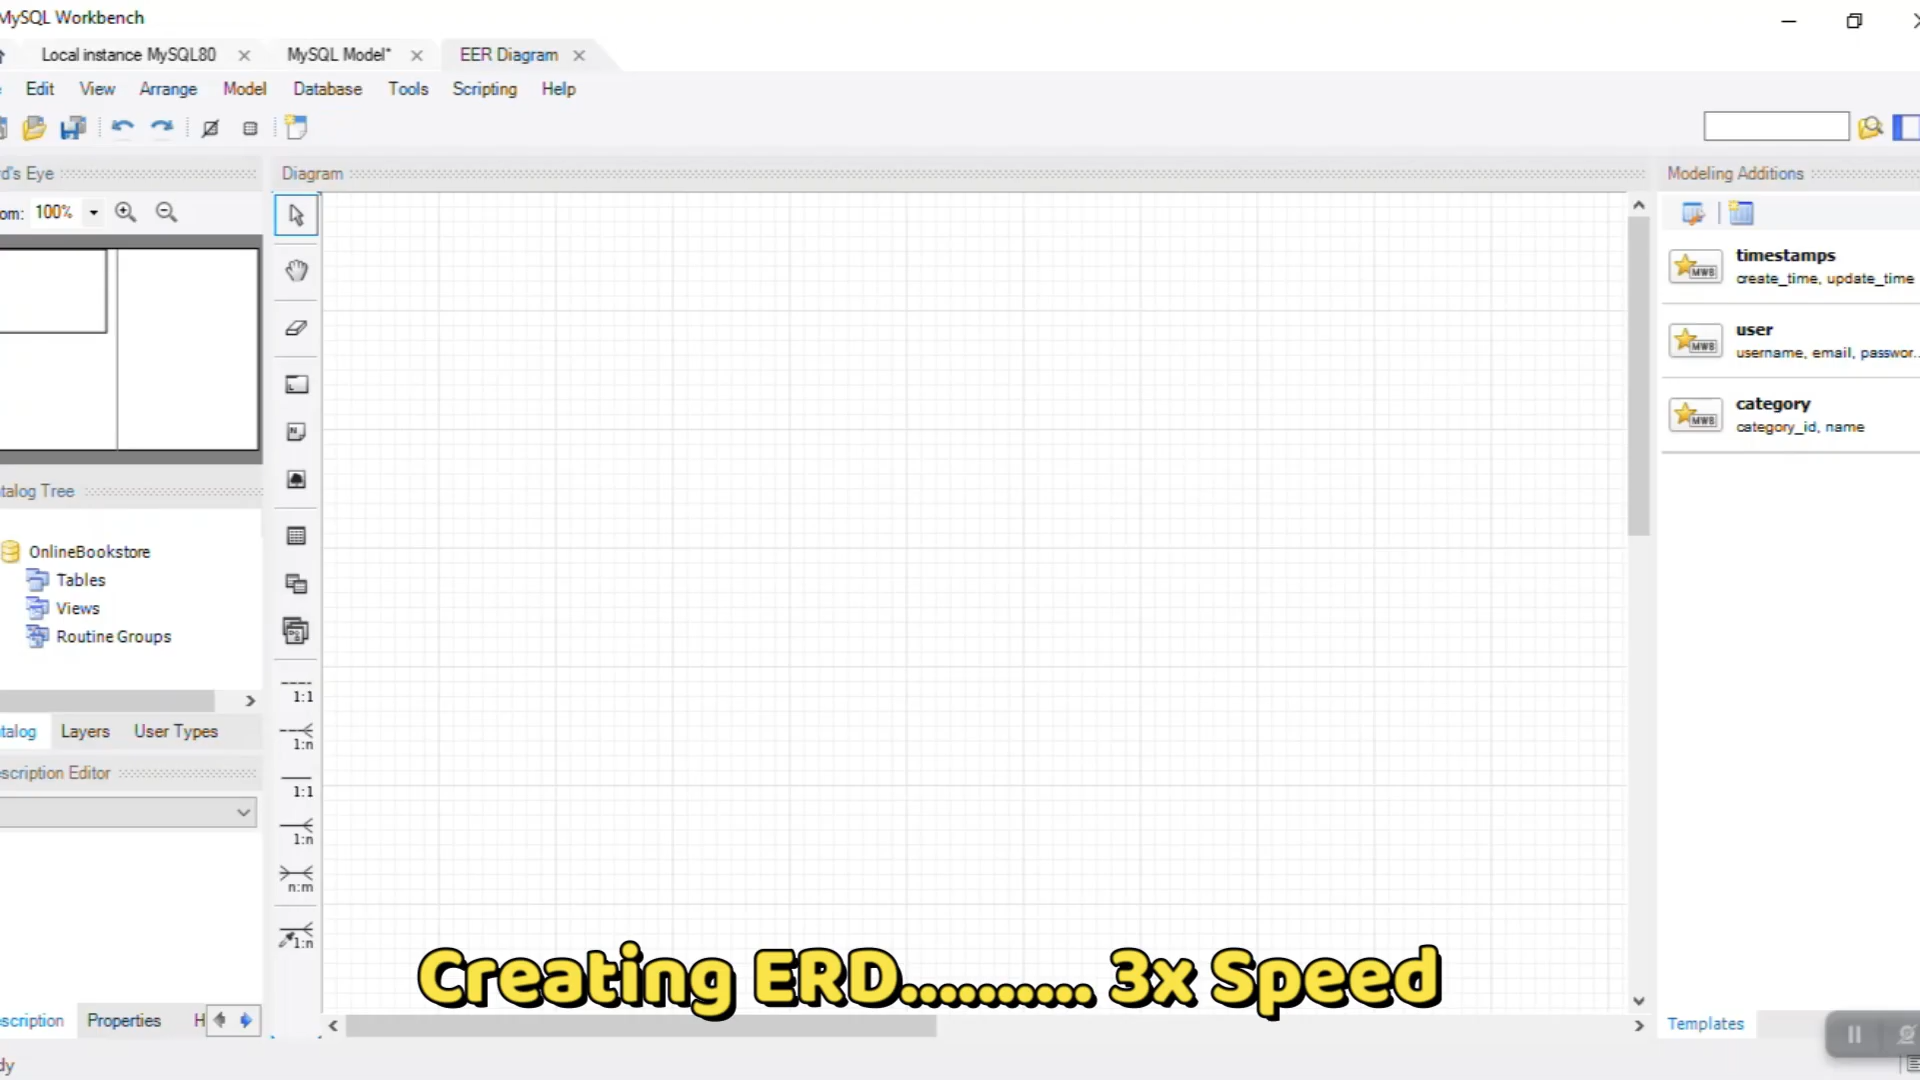 MySQL Workbench
Local instance MySQL80
MySQL Model*
EER Diagram
Edit View Arrange Model Database Tools Scripting Help
d's Eye
om: 100%
Diagram
Modeling Additions
timestamps
create_time, update_time
user
username, email, passwor...
category
category_id, name
talog Tree
OnlineBookstore
Tables
Views
Routine Groups
1:1
1:n
1:1
1:n
n:m
1:n
talog Layers User Types
scription Editor
Creating ERD.......... 3x Speed
scription Properties H
Templates
dy